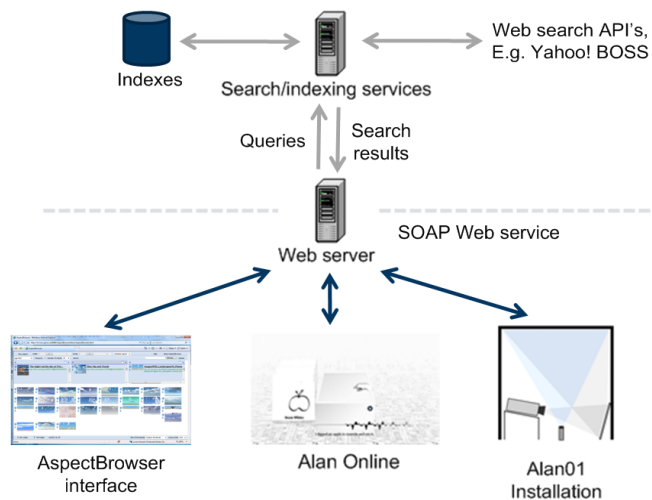 Indexes
Search/indexing services
Web search API's,
E.g. Yahoo! BOSS
Queries
Search
results
Web server
SOAP Web service
AspectBrowser
interface
Alan Online
Alan01
Installation